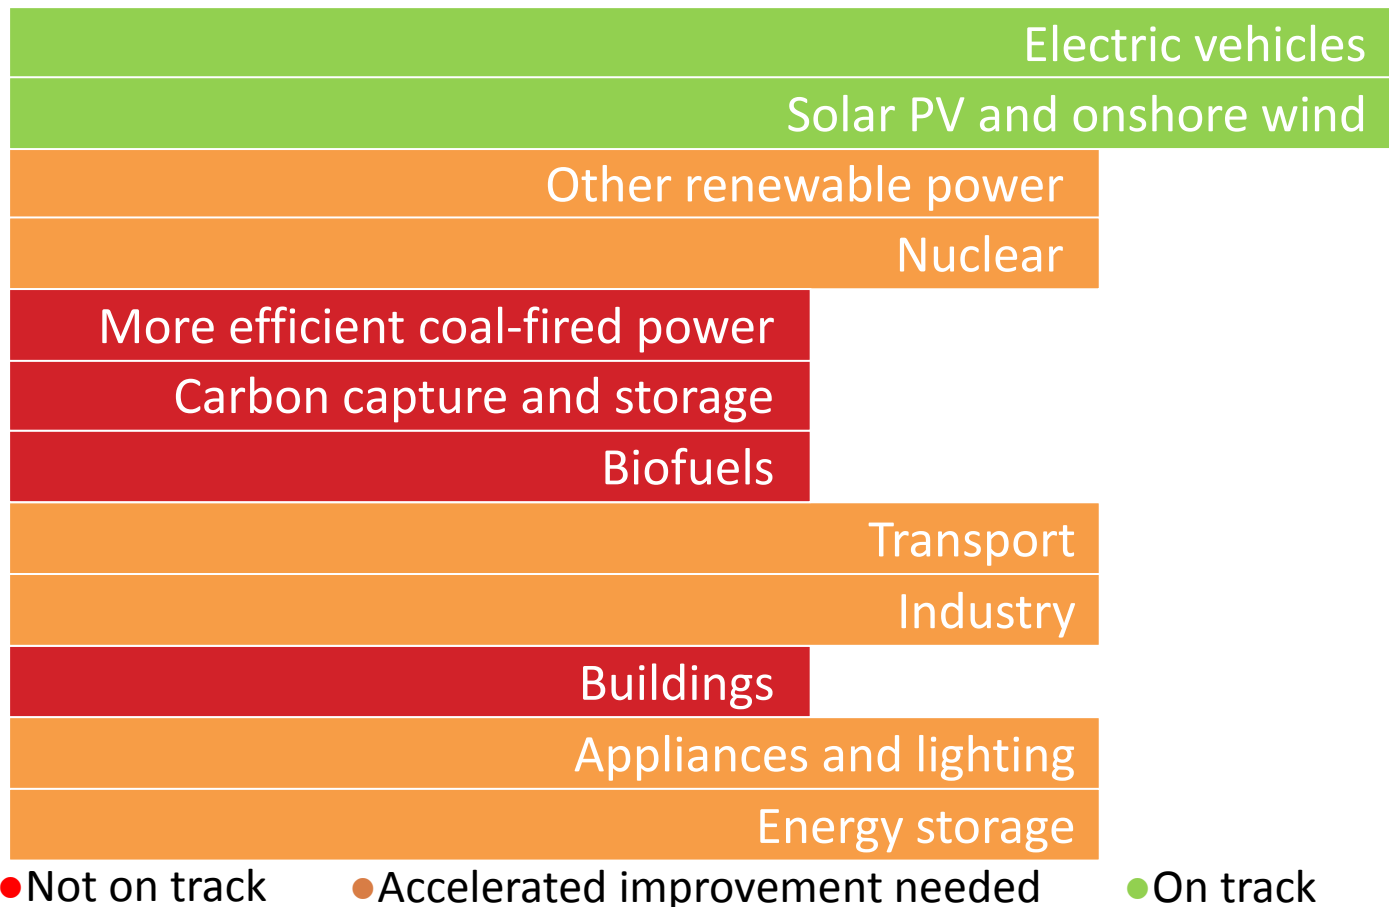 Electric vehicles
Solar PV and onshore wind
Other renewable power
Nuclear
More efficient coal-fired power
Carbon capture and storage
Biofuels
Transport
Industry
Buildings
Appliances and lighting
Energy storage
Not on track Accelerated improvement needed On track